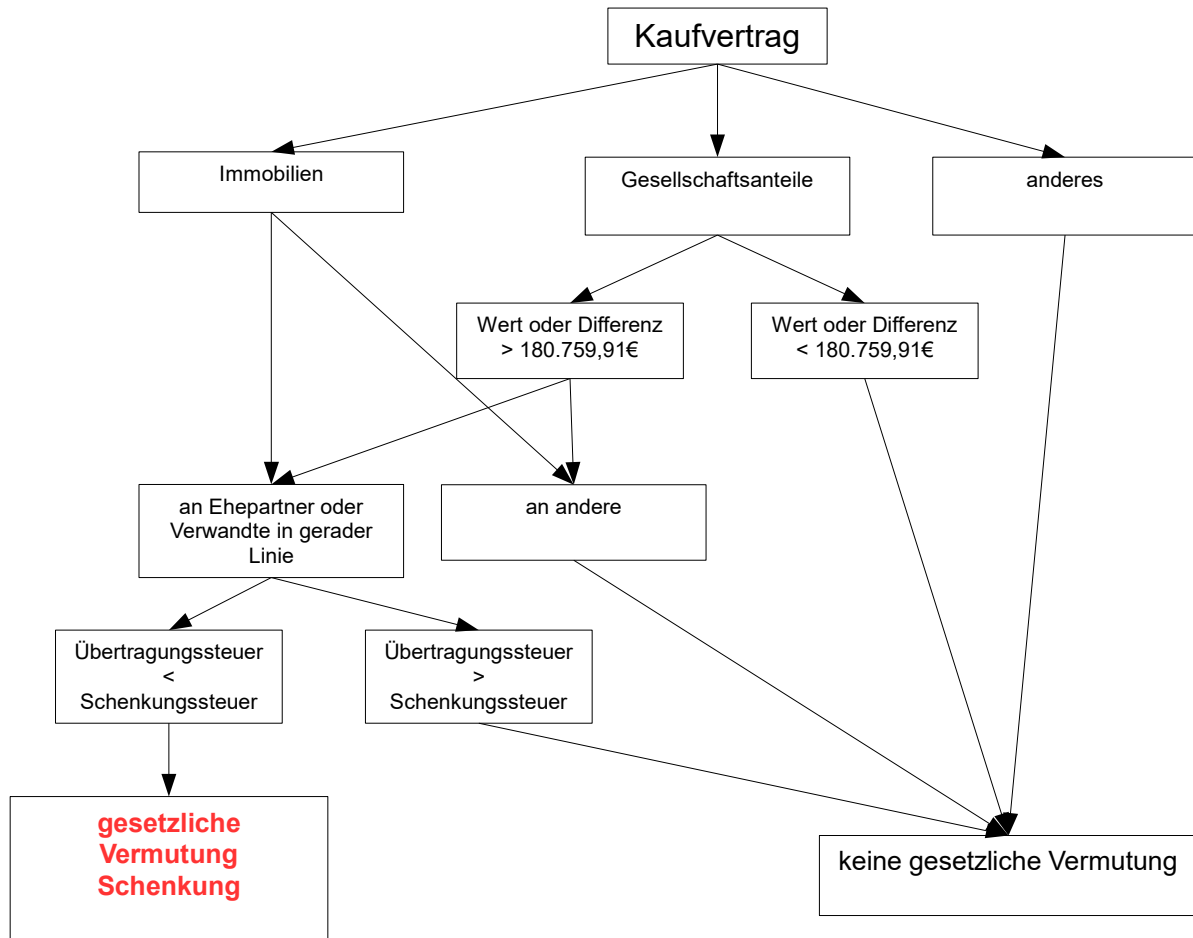 Kaufvertrag
Immobilien
Gesellschaftsanteile
anderes
Wert oder Differenz
> 180.759,91€
Wert oder Differenz
< 180.759,91€
an Ehepartner oder
Verwandte in gerader
Linie
an andere
Übertragungssteuer
<
Schenkungssteuer
Übertragungssteuer
>
Schenkungssteuer
gesetzliche
Vermutung
Schenkung
keine gesetzliche Vermutung